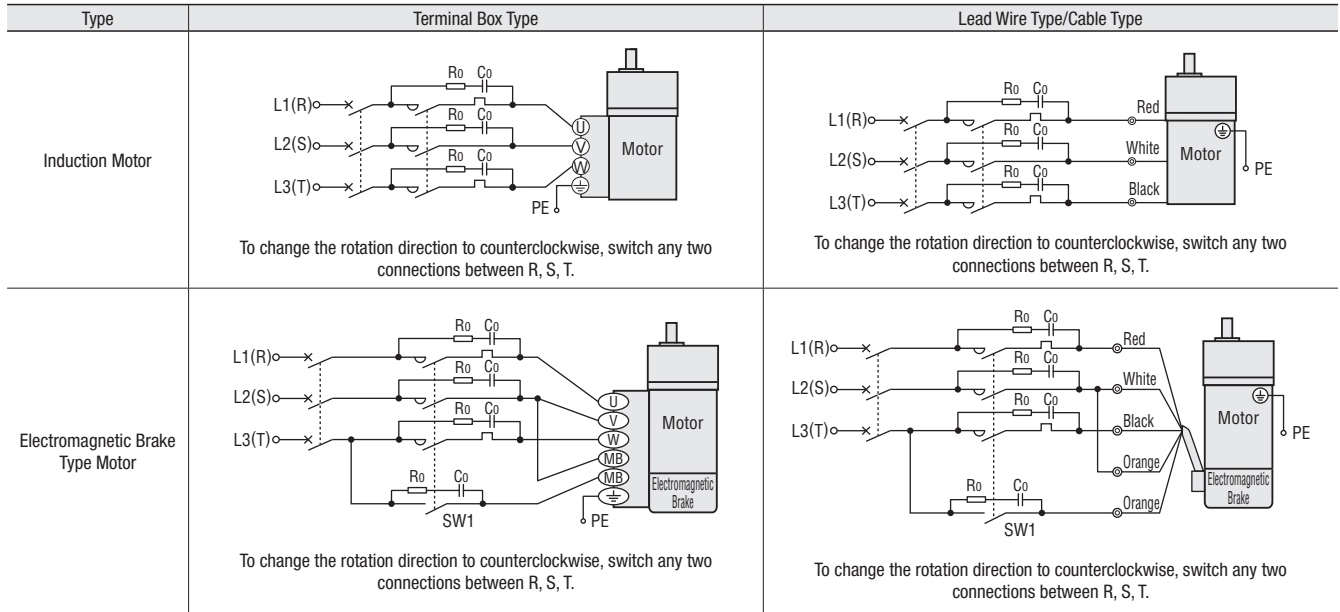 Type
Terminal Box Type
Lead Wire Type/Cable Type
Induction Motor
R0 C0
L1(R)
R0 C0
L2(S)
R0 C0
L3(T)
U
V
W
PE
Motor
To change the rotation direction to counterclockwise, switch any two
connections between R, S, T.
R0 C0
L1(R)
Red
R0 C0
L2(S)
White
R0 C0
L3(T)
Black
Motor
PE
To change the rotation direction to counterclockwise, switch any two
connections between R, S, T.
Electromagnetic Brake
Type Motor
R0 C0
L1(R)
R0 C0
L2(S)
R0 C0
L3(T)
R0 C0
SW1
U
V
W
MB
MB
PE
Motor
Electromagnetic
Brake
To change the rotation direction to counterclockwise, switch any two
connections between R, S, T.
R0 C0
L1(R)
Red
R0 C0
L2(S)
White
R0 C0
L3(T)
Black
Orange
R0 C0
Orange
SW1
Motor
PE
Electromagnetic
Brake
To change the rotation direction to counterclockwise, switch any two
connections between R, S, T.